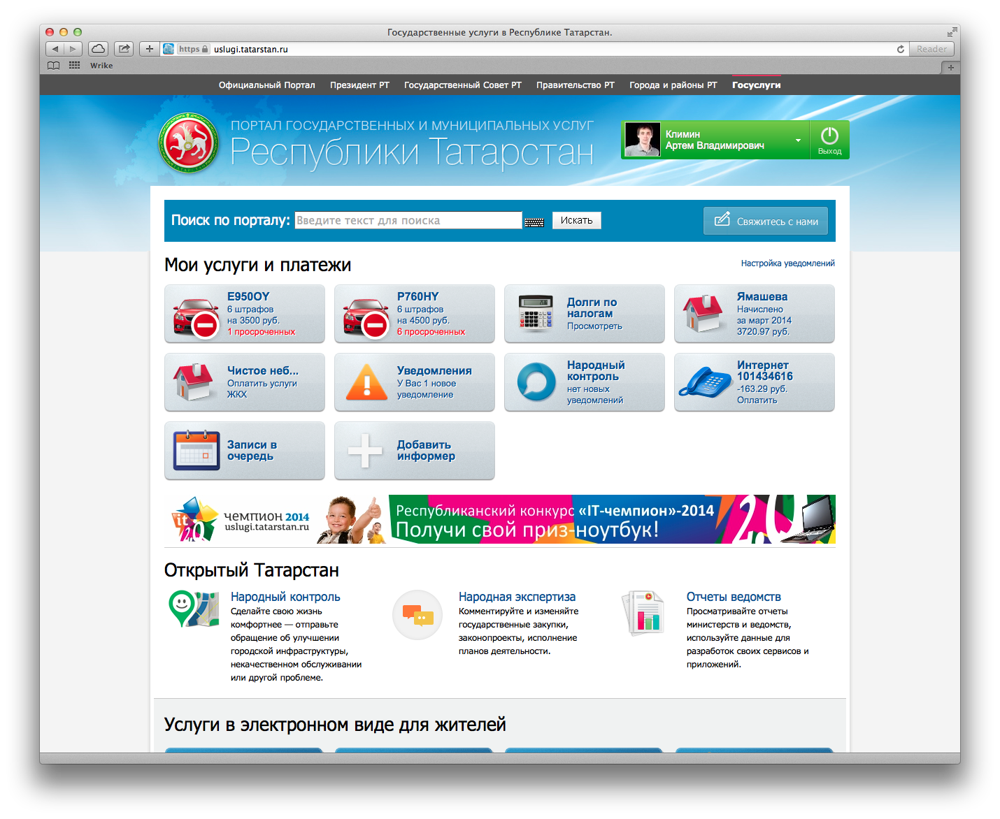 Государственные услуги в Республике Татарстан.
https uslugi.tatarstan.ru
Reader
Wrike
Официальный Портал Президент РТ Государственный Совет РТ Правительство РТ Города и районы РТ Госуслуги
ПОРТАЛ ГОСУДАРСТВЕННЫХ И МУНИЦИПАЛЬНЫХ УСЛУГ
Республики Татарстан
Климин
Артем Владимирович
Выход
Поиск по порталу:
Введите текст для поиска
Искать
Свяжитесь с нами
Мои услуги и платежи
Настройка уведомлений
Е950ОУ
6 штрафов
на 3500 руб.
1 просроченных
Р760НУ
6 штрафов
на 4500 руб.
6 просроченных
Долги по
налогам
Просмотреть
Ямашева
Начислено
за март 2014
3720.97 руб.
Чистое неб...
Оплатить услуги
ЖКХ
Уведомления
У Вас 1 новое
уведомление
Народный
контроль
нет новых
уведомлений
Интернет
101434616
-163.29 руб.
Оплатить
Записи в
очередь
Добавить
информер
it
2.0
чемпион 2014
uslugi.tatarstan.ru
Республиканский конкурс «IT-чемпион»-2014
Получи свой приз-ноутбук!
2.0
Открытый Татарстан
Народный контроль
Сделайте свою жизнь
комфортнее — отправьте
обращение об улучшении
городской инфраструктуры,
некачественном обслуживании
или другой проблеме.
Народная экспертиза
Комментируйте и изменяйте
государственные закупки,
законопроекты, исполнение
планов деятельности.
Отчеты ведомств
Просматривайте отчеты
министерств и ведомств,
используйте данные для
разработок своих сервисов и
приложений.
Услуги в электронном виде для жителей